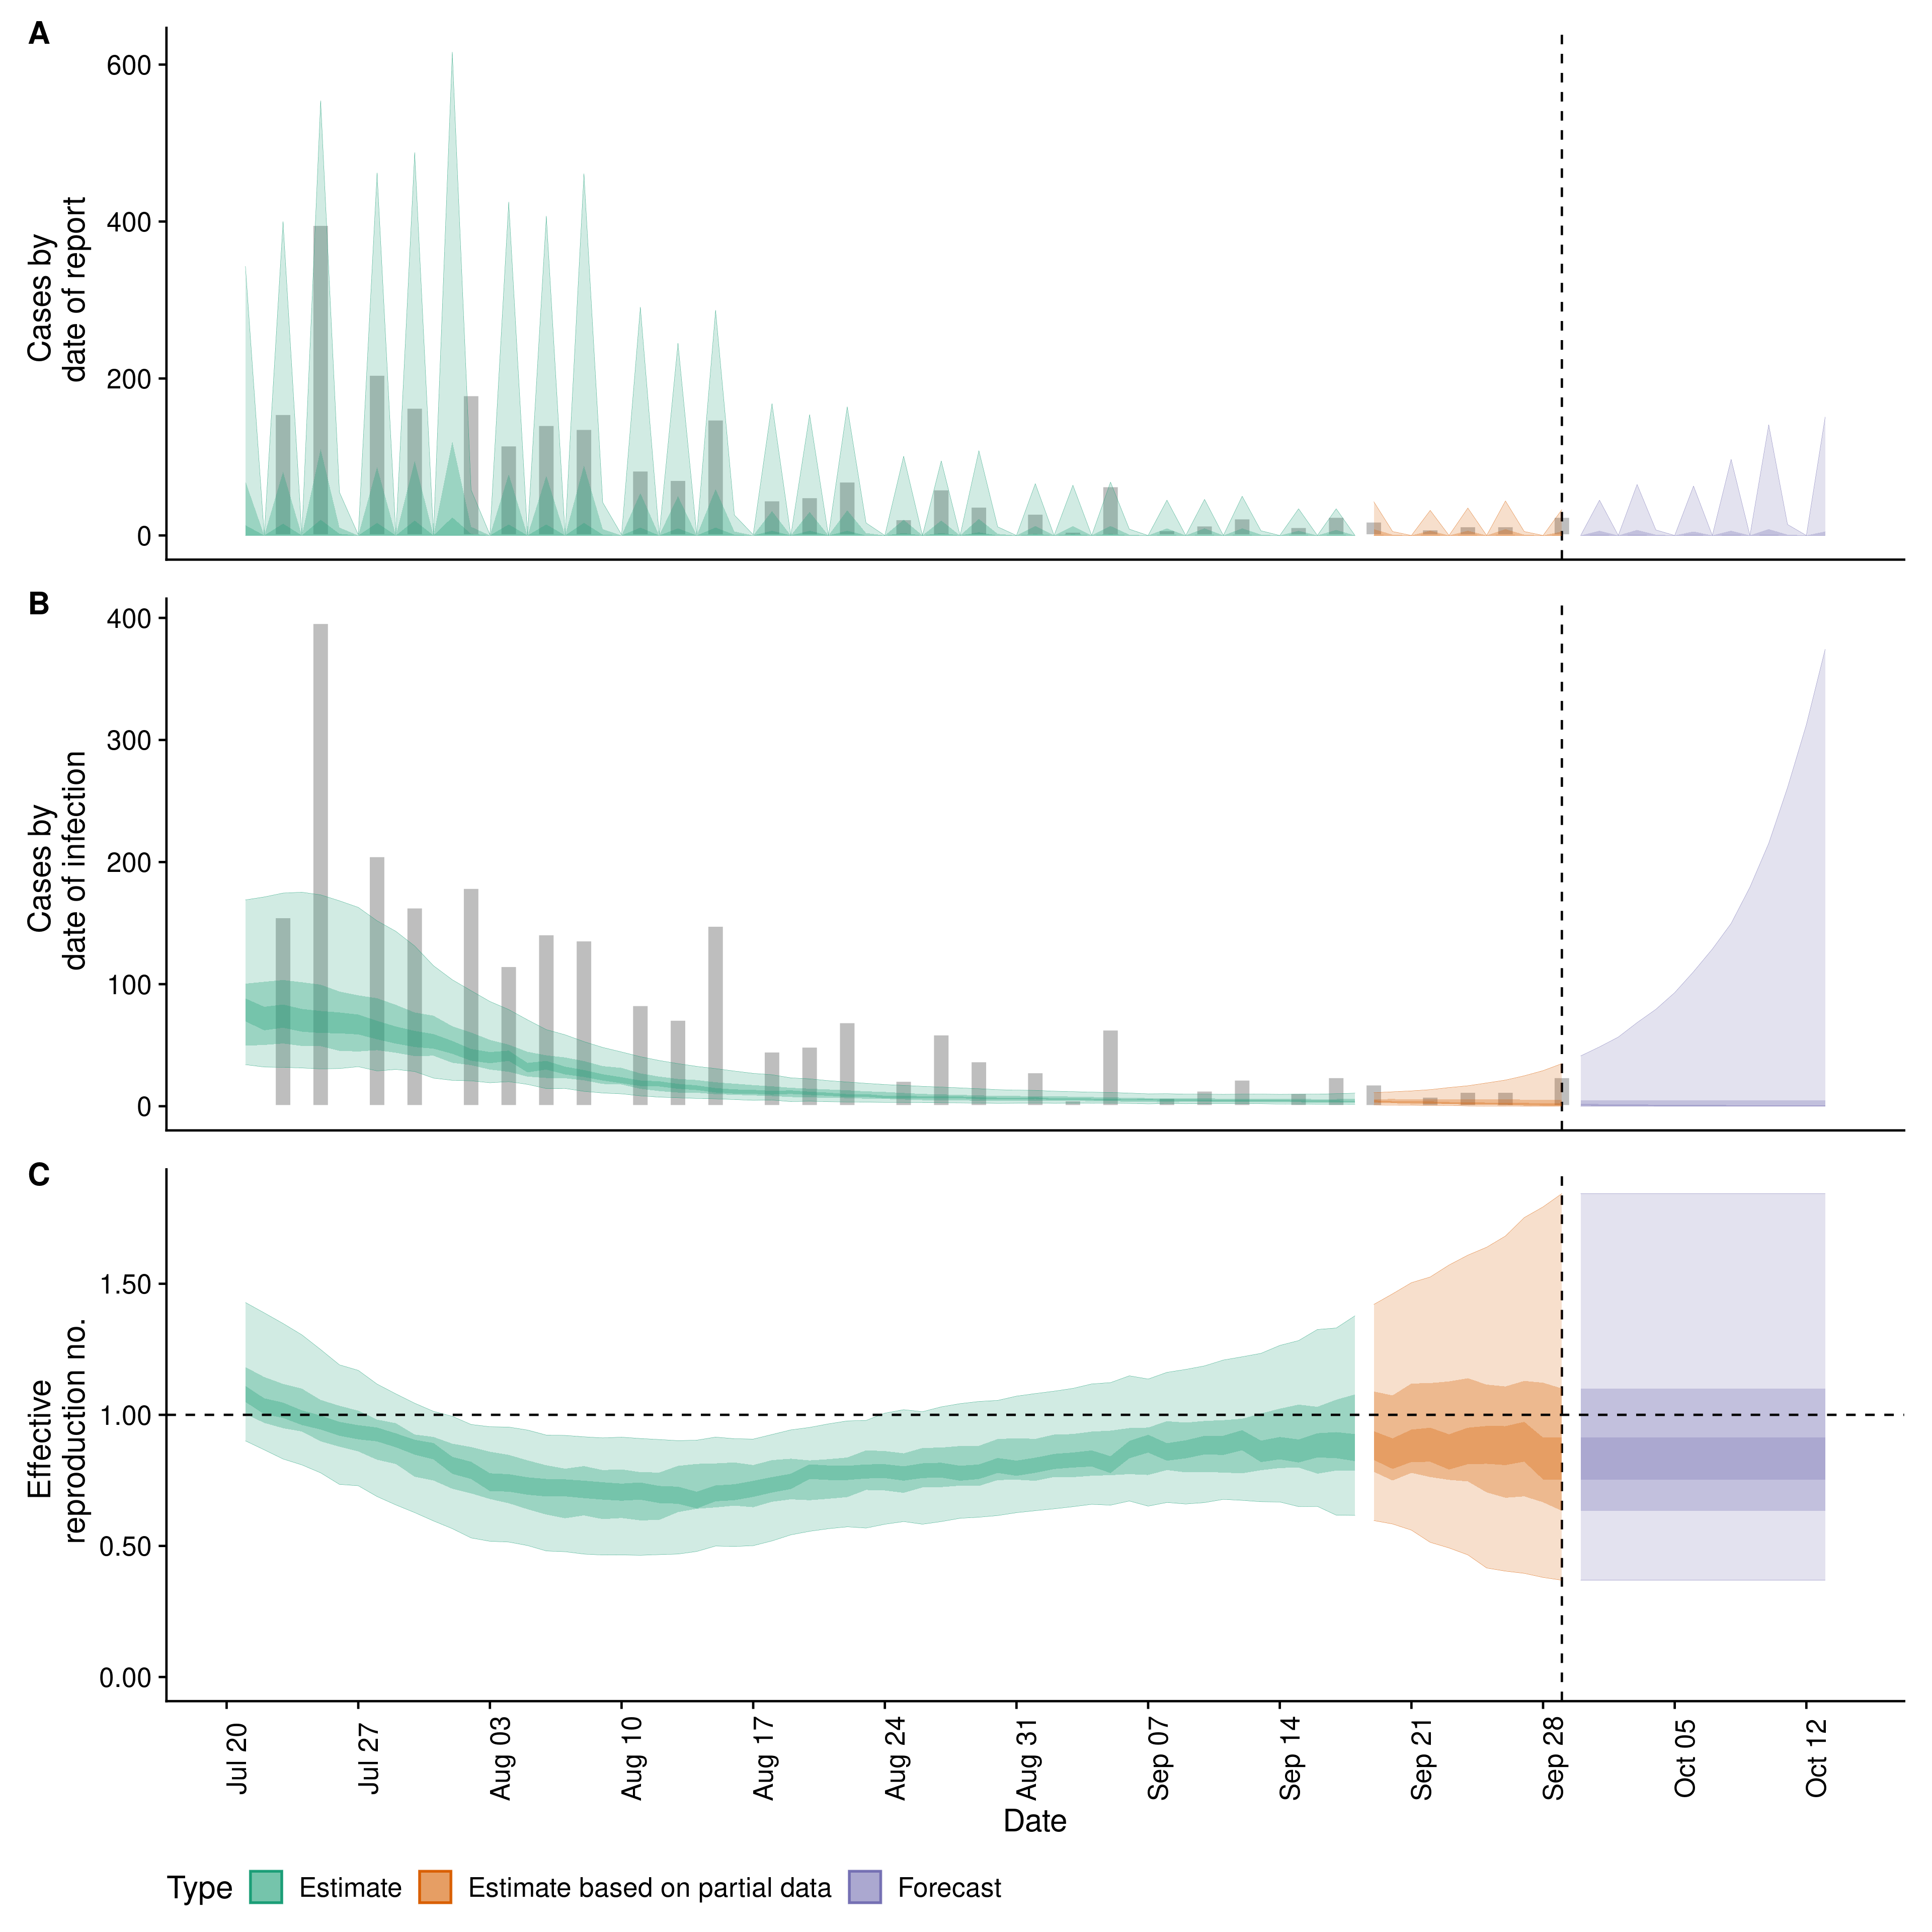 A
Cases by
date of report
600
400
200
0
B
Cases by
date of infection
400
300
200
100
0
C
Effective
reproduction no.
1.50
1.00
0.50
0.00
Jul 20
Jul 27
Aug 03
Aug 10
Aug 17
Aug 24
Aug 31
Sep 07
Sep 14
Sep 21
Sep 28
Oct 05
Oct 12
Date
Type
Estimate
Estimate based on partial data
Forecast